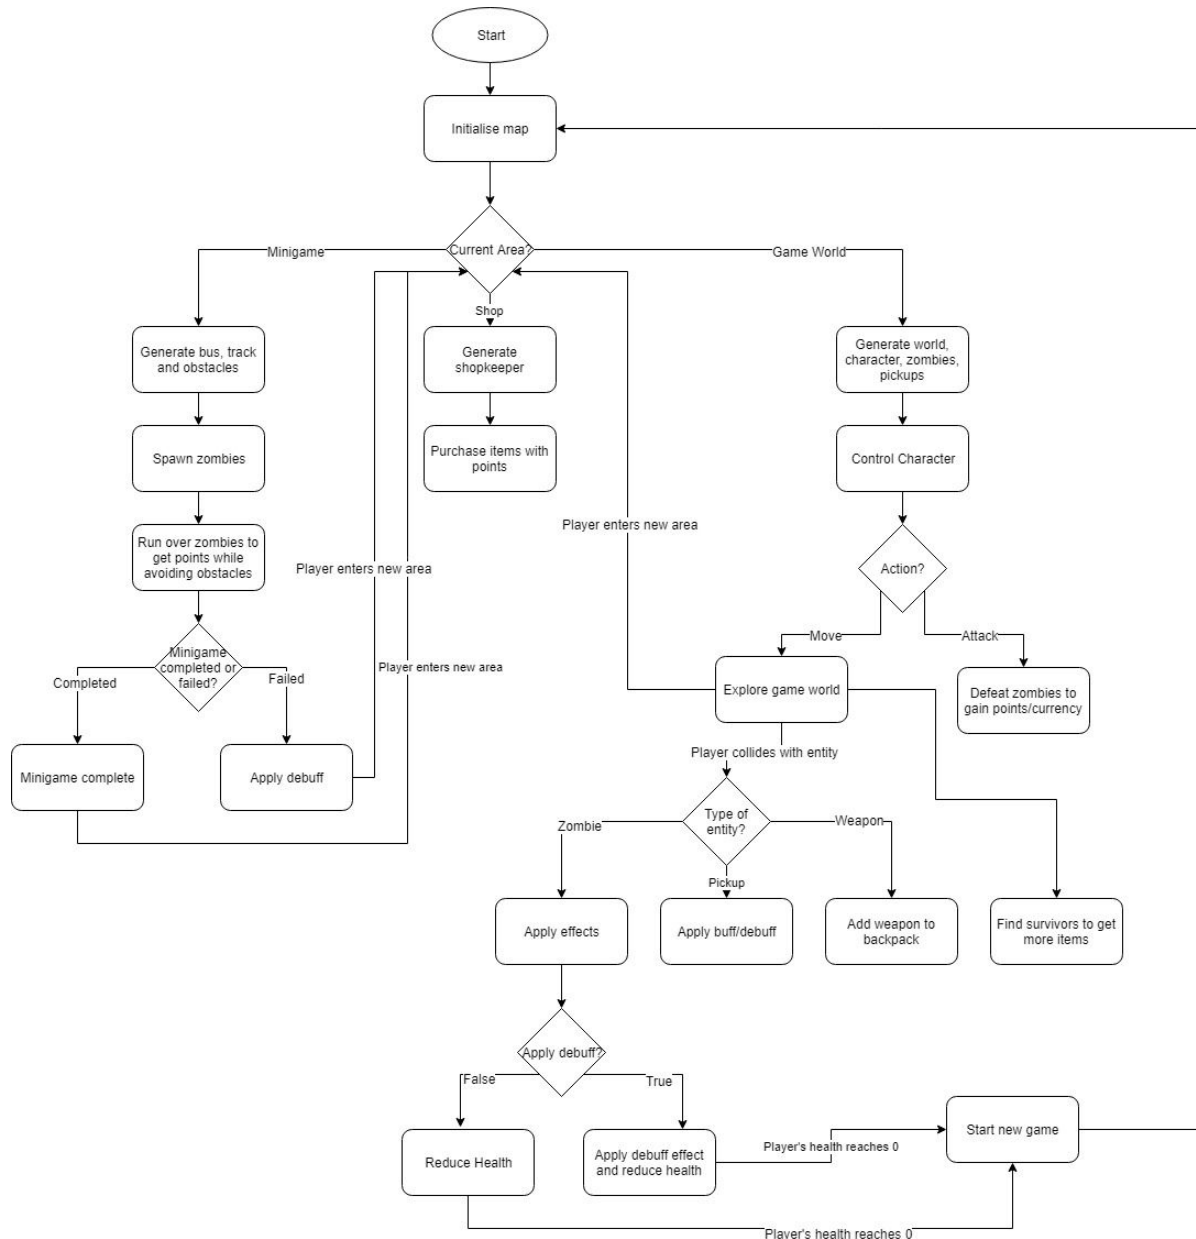 Start
Initialise map
Current Area?
Minigame
Game World
Shop
Generate bus, track
and obstacles
Generate
shopkeeper
Generate world,
character, zombies,
pickups
Spawn zombies
Purchase items with
points
Control Character
Run over zombies to
get points while
avoiding obstacles
Player enters new area
Player enters new area
Action?
Minigame
completed or
failed?
Completed
Failed
Player enters new area
Move
Attack
Explore game world
Defeat zombies to
gain points/currency
Minigame complete
Apply debuff
Player collides with entity
Type of
entity?
Zombie
Weapon
Pickup
Apply effects
Apply buff/debuff
Add weapon to
backpack
Find survivors to get
more items
Apply debuff?
False
True
Reduce Health
Apply debuff effect
and reduce health
Player's health reaches 0
Start new game
Player's health reaches 0